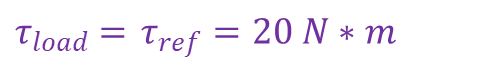 τ_load = τ_ref = 20 N * m